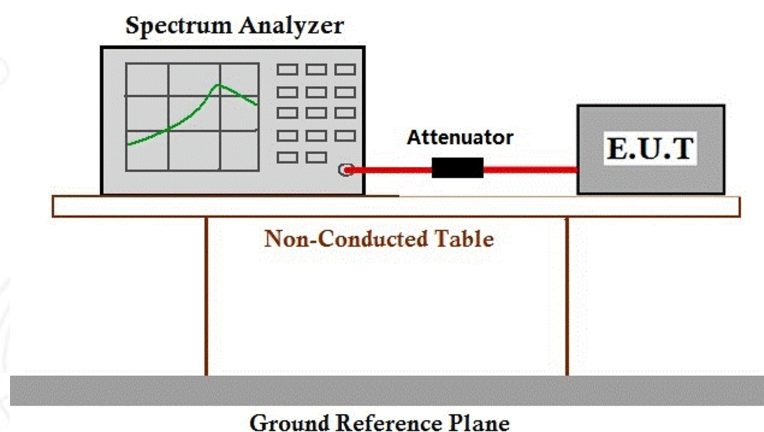 Spectrum Analyzer
Attenuator
E.U.T
Non-Conducted Table
Ground Reference Plane